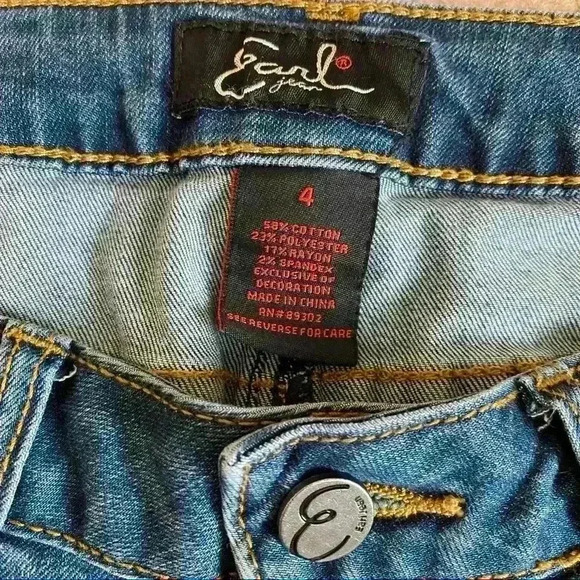 Earl®
jean
4
58% COTTON
23% POLYESTER
17% RAYON
2% SPANDEX
EXCLUSIVE OF
DECORATION
MADE IN CHINA
RN# 89302
SEE REVERSE FOR CARE
Earl Jean